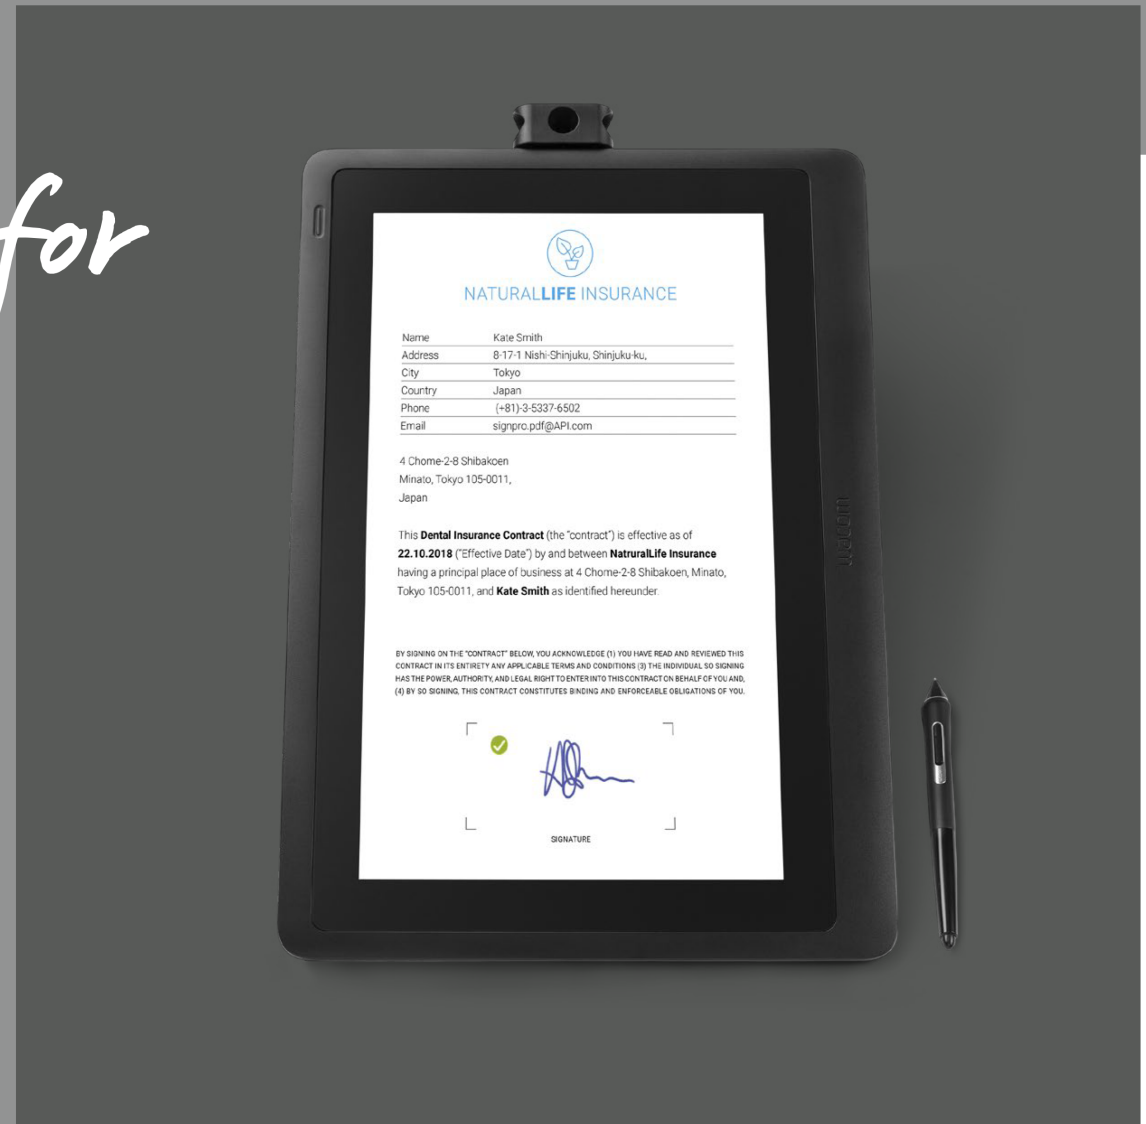 for
NATURALLIFE INSURANCE
Name Kate Smith
Address 8-17-1 Nishi-Shinjuku, Shinjuku-ku,
City Tokyo
Country Japan
Phone (+81)-3-5337-6502
Email signpro.pdf@API.com
4 Chome-2-8 Shibakoen
Minato, Tokyo 105-0011,
Japan
This Dental Insurance Contract (the “contract”) is effective as of
22.10.2018 (“Effective Date”) by and between NatruralLife Insurance
having a principal place of business at 4 Chome-2-8 Shibakoen, Minato,
Tokyo 105-0011, and Kate Smith as identified hereunder.
BY SIGNING ON THE “CONTRACT” BELOW, YOU ACKNOWLEDGE (1) YOU HAVE READ AND REVIEWED THIS
CONTRACT IN ITS ENTIRETY ANY APPLICABLE TERMS AND CONDITIONS (3) THE INDIVIDUAL SO SIGNING
HAS THE POWER, AUTHORITY, AND LEGAL RIGHT TO ENTER INTO THIS CONTRACT ON BEHALF OF YOU AND,
(4) BY SO SIGNING, THIS CONTRACT CONSTITUTES BINDING AND ENFORCEABLE OBLIGATIONS OF YOU.
SIGNATURE
wacom